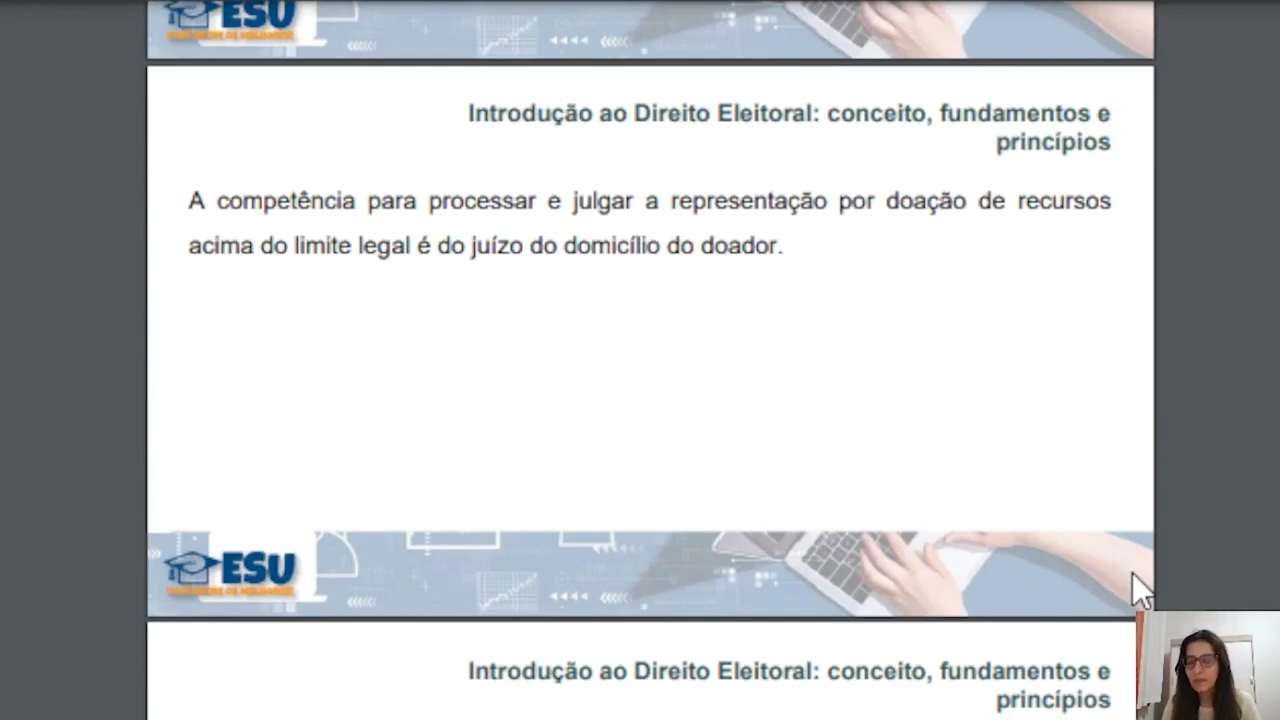 ESU
Introdução ao Direito Eleitoral: conceito, fundamentos e
princípios
A competência para processar e julgar a representação por doação de recursos
acima do limite legal é do juízo do domicílio do doador.
ESU
Introdução ao Direito Eleitoral: conceito, fundamentos e
princípios